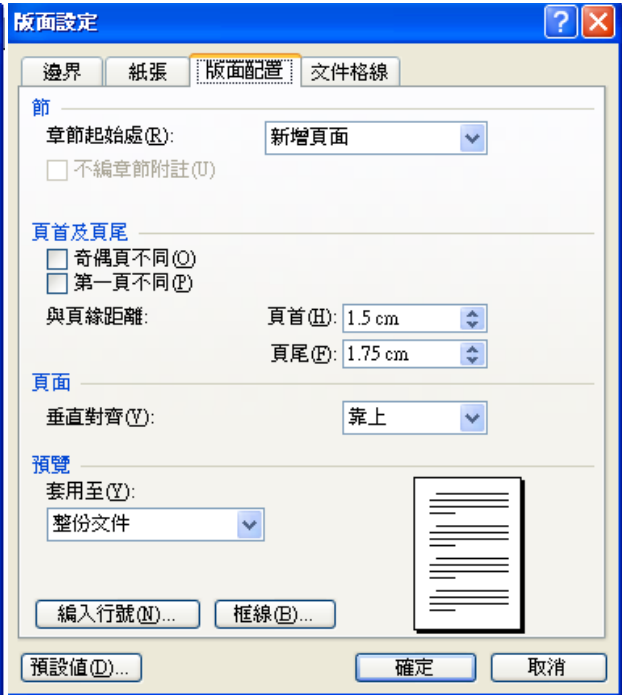 版面設定
邊界 紙張 版面配置 文件格線
節
章節起始處(R): 新增頁面
不編章節附註(U)
頁首及頁尾
奇偶頁不同(O)
第一頁不同(P)
與頁緣距離: 頁首(H): 1.5 cm
頁尾(F): 1.75 cm
頁面
垂直對齊(V): 靠上
預覽
套用至(Y):
整份文件
編入行號(N)... 框線(B)...
預設值(D)... 確定 取消